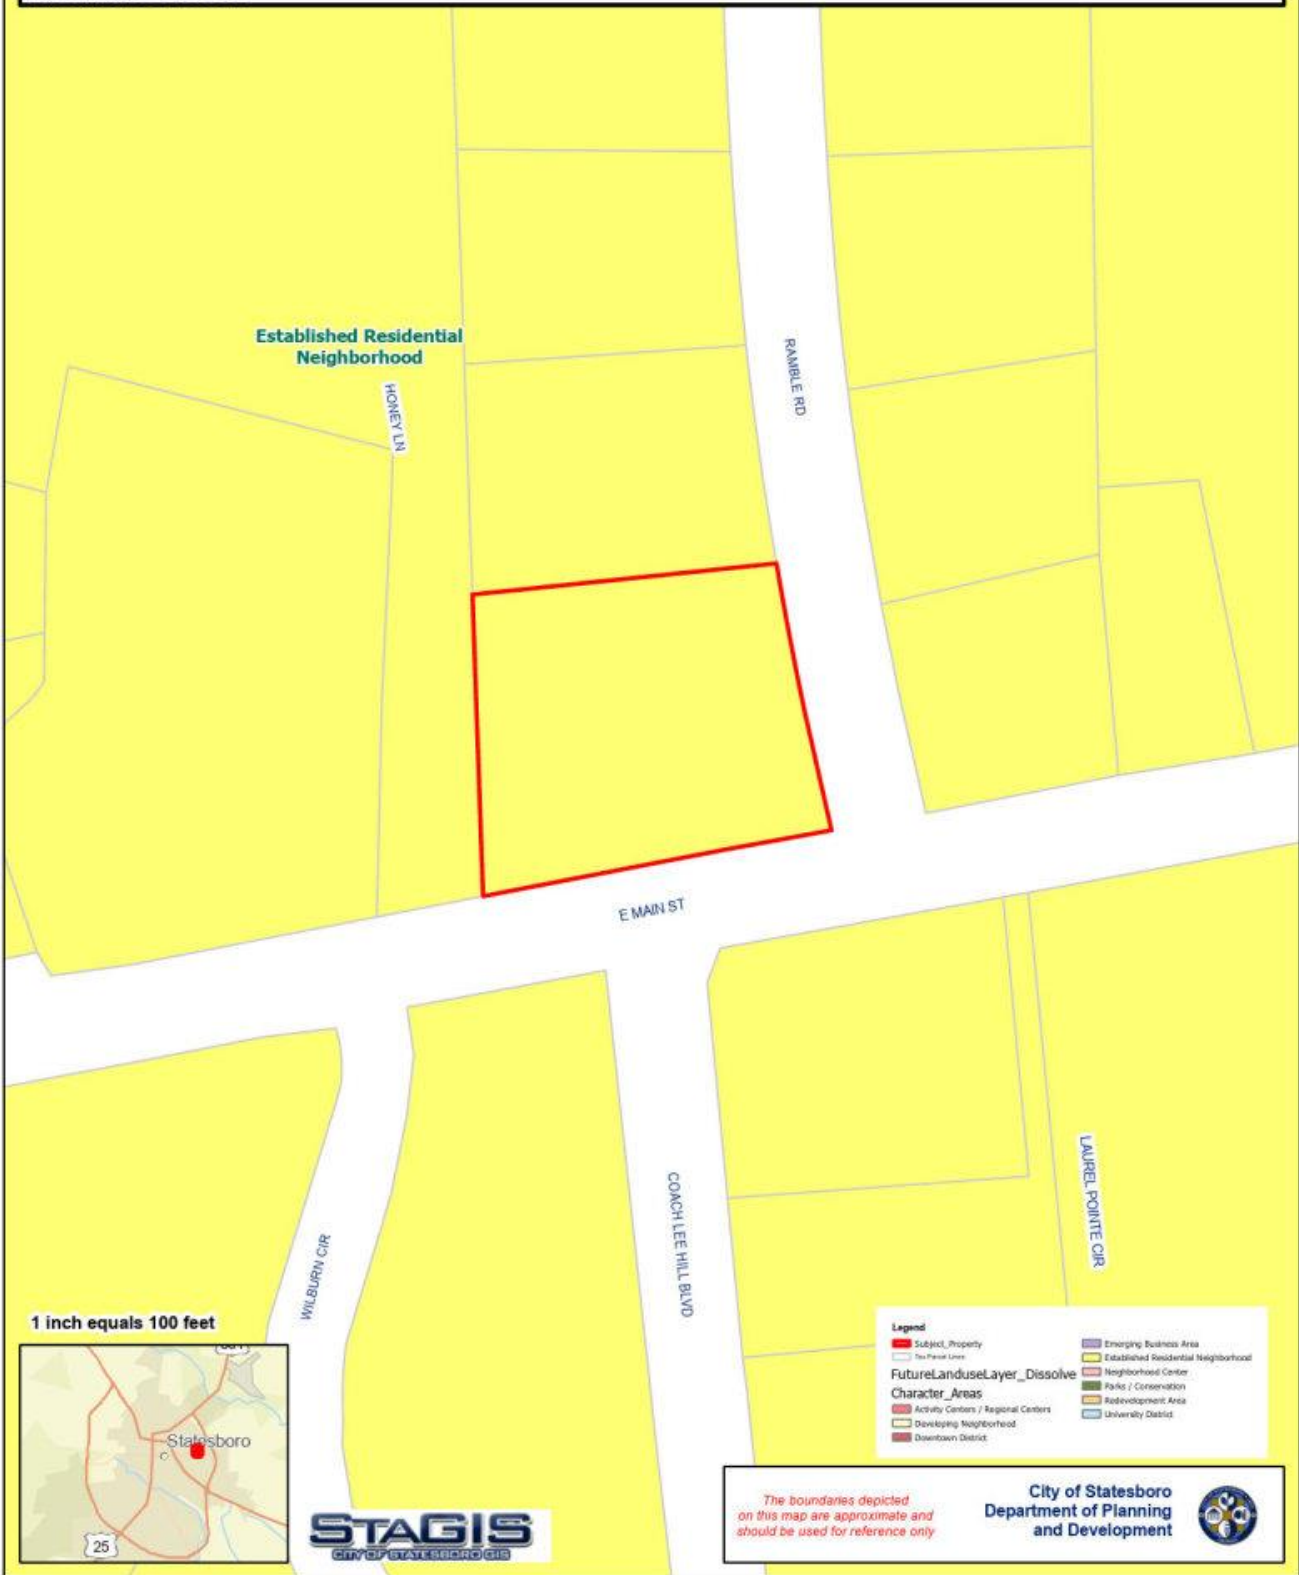 Established Residential
Neighborhood
HONEY LN
RAMBLE RD
E MAIN ST
WILBURN CIR
COACH LEE HILL BLVD
LAUREL POINTE CIR
1 inch equals 100 feet
Statesboro
25
STAGIS
CITY OF STATESBORO GIS
Legend
Subject_Property
Tax Parcel Lines
FutureLanduseLayer_Dissolve
Character_Areas
Activity Centers / Regional Centers
Developing Neighborhood
Downtown District
Emerging Business Area
Established Residential Neighborhood
Neighborhood Center
Parks / Conservation
Redevelopment Area
University District
The boundaries depicted
on this map are approximate and
should be used for reference only
City of Statesboro
Department of Planning
and Development